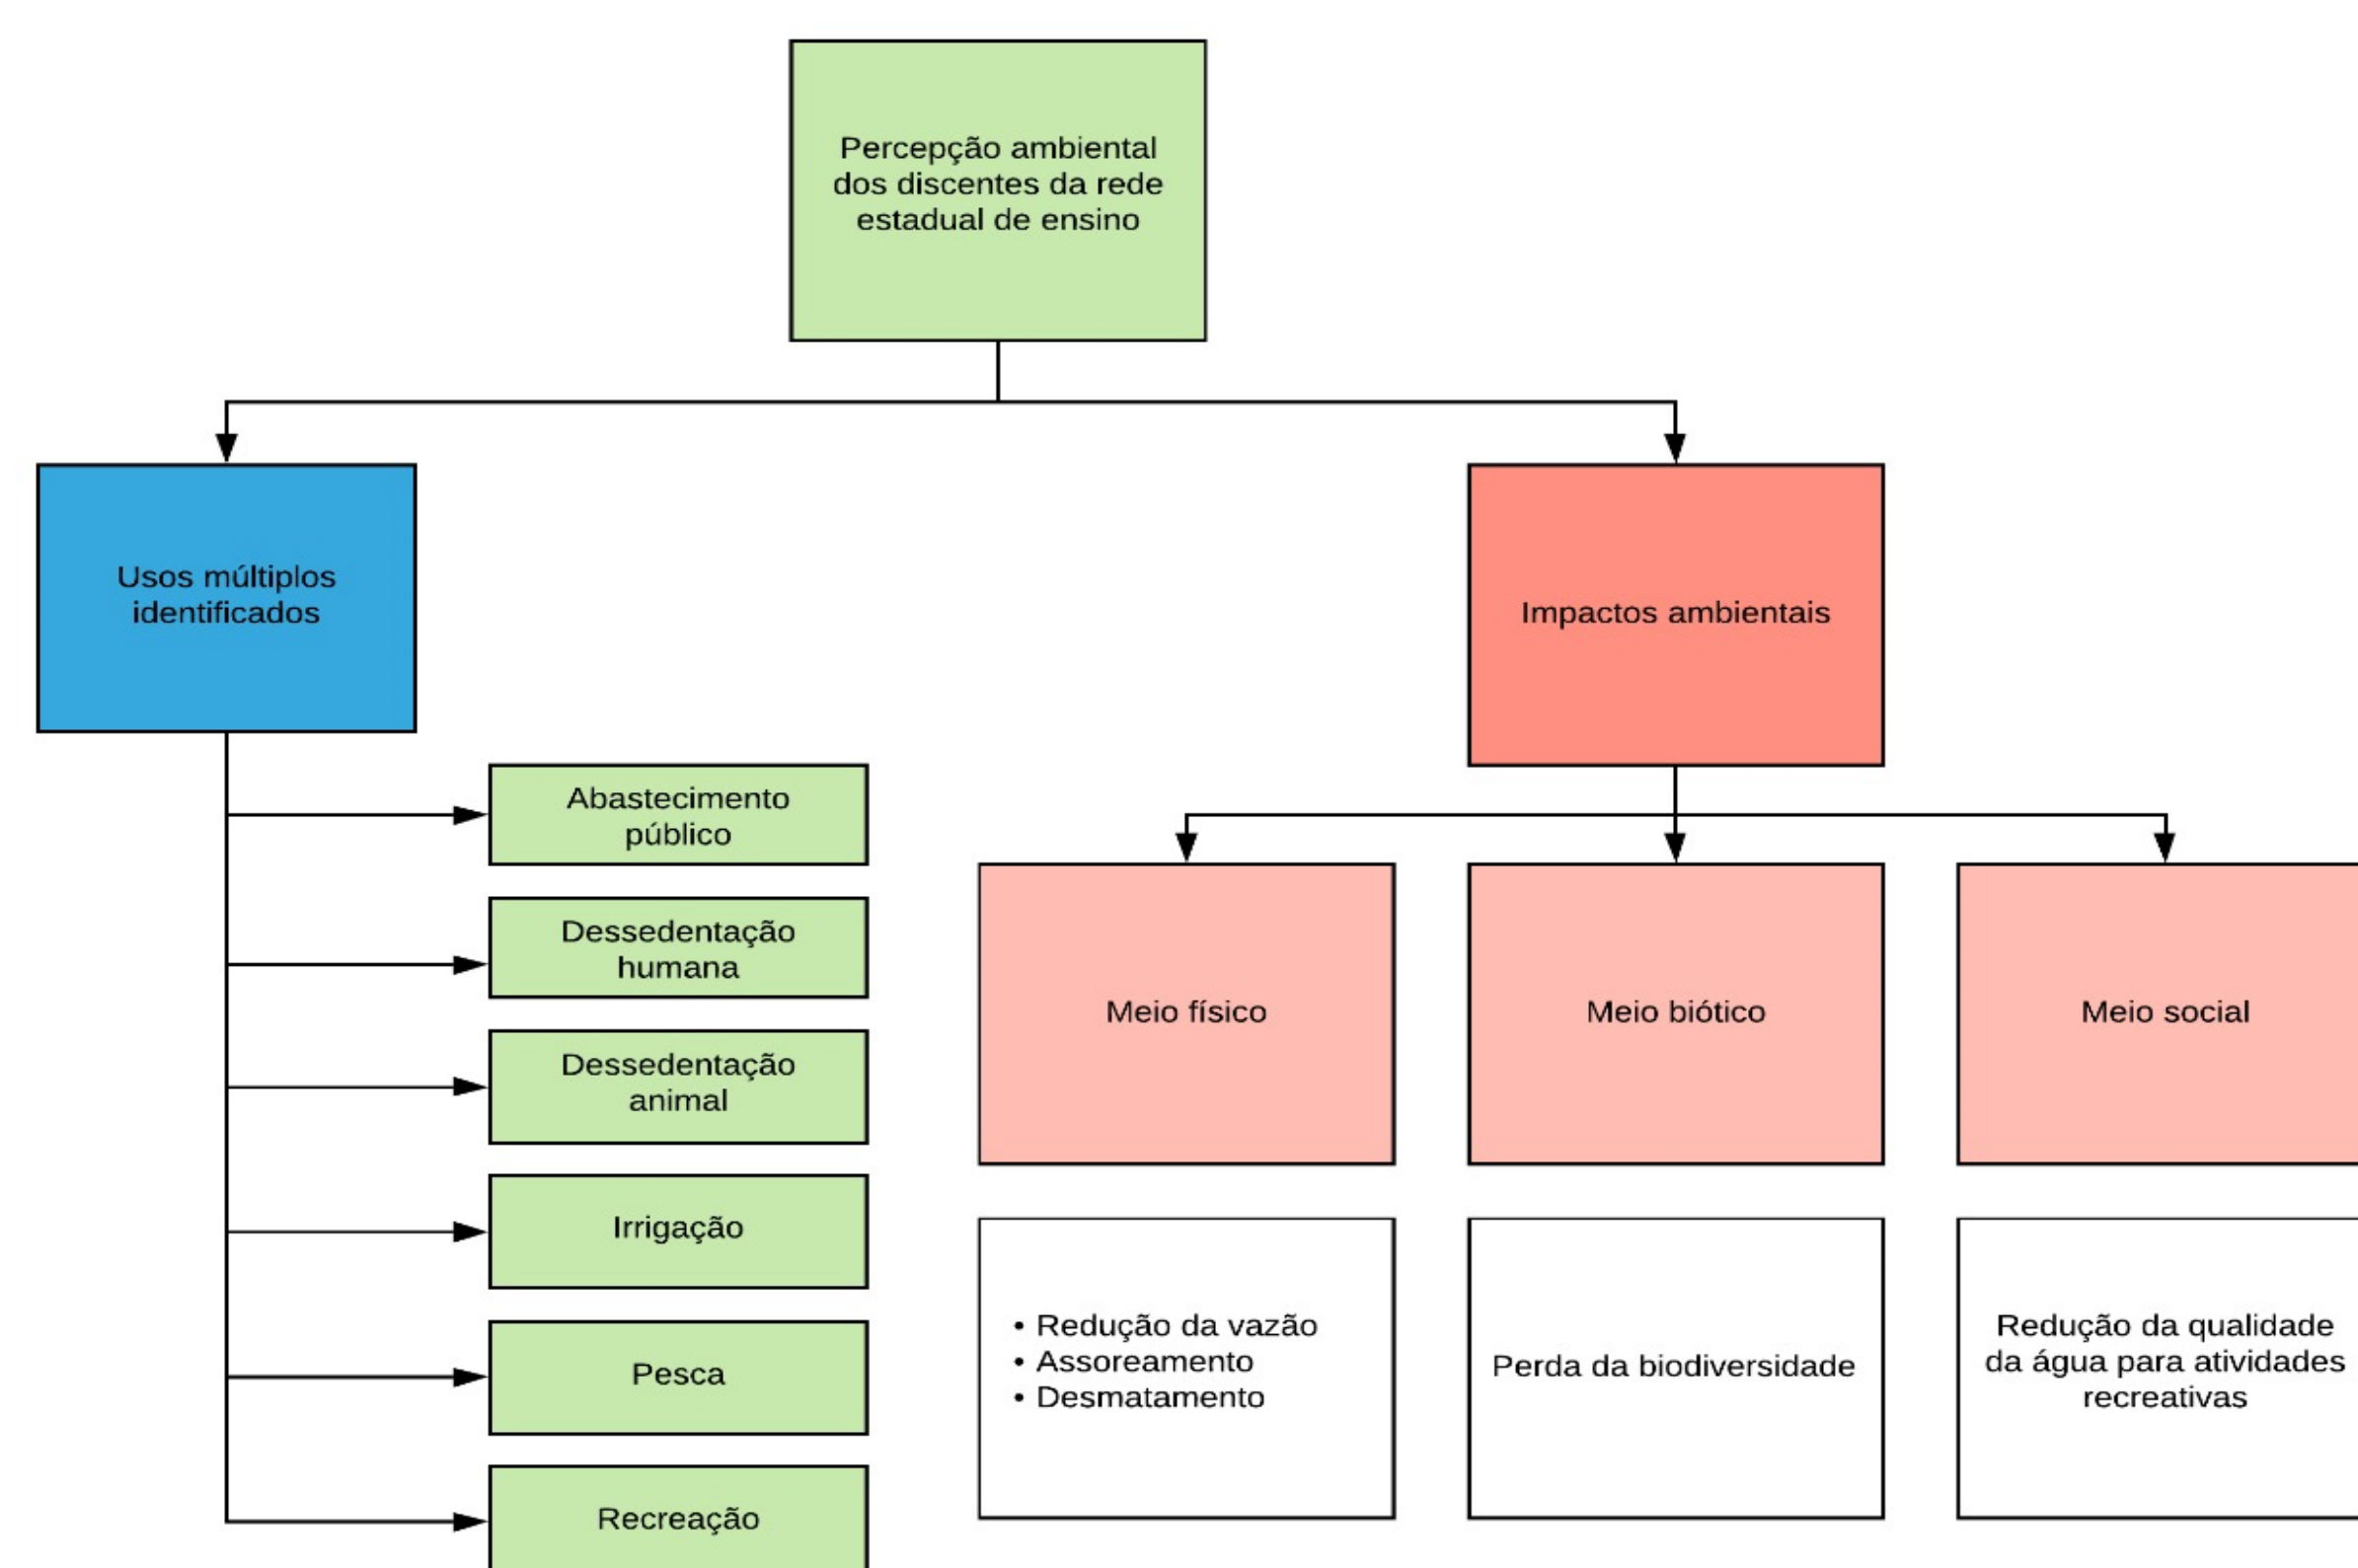 Percepção ambiental
dos discentes da rede
estadual de ensino
Usos múltiplos
identificados
Impactos ambientais
Abastecimento
público
Dessedentação
humana
Dessedentação
animal
Irrigação
Pesca
Recreação
Meio físico
Meio biótico
Meio social
• Redução da vazão
• Assoreamento
• Desmatamento
Perda da biodiversidade
Redução da qualidade
da água para atividades
recreativas